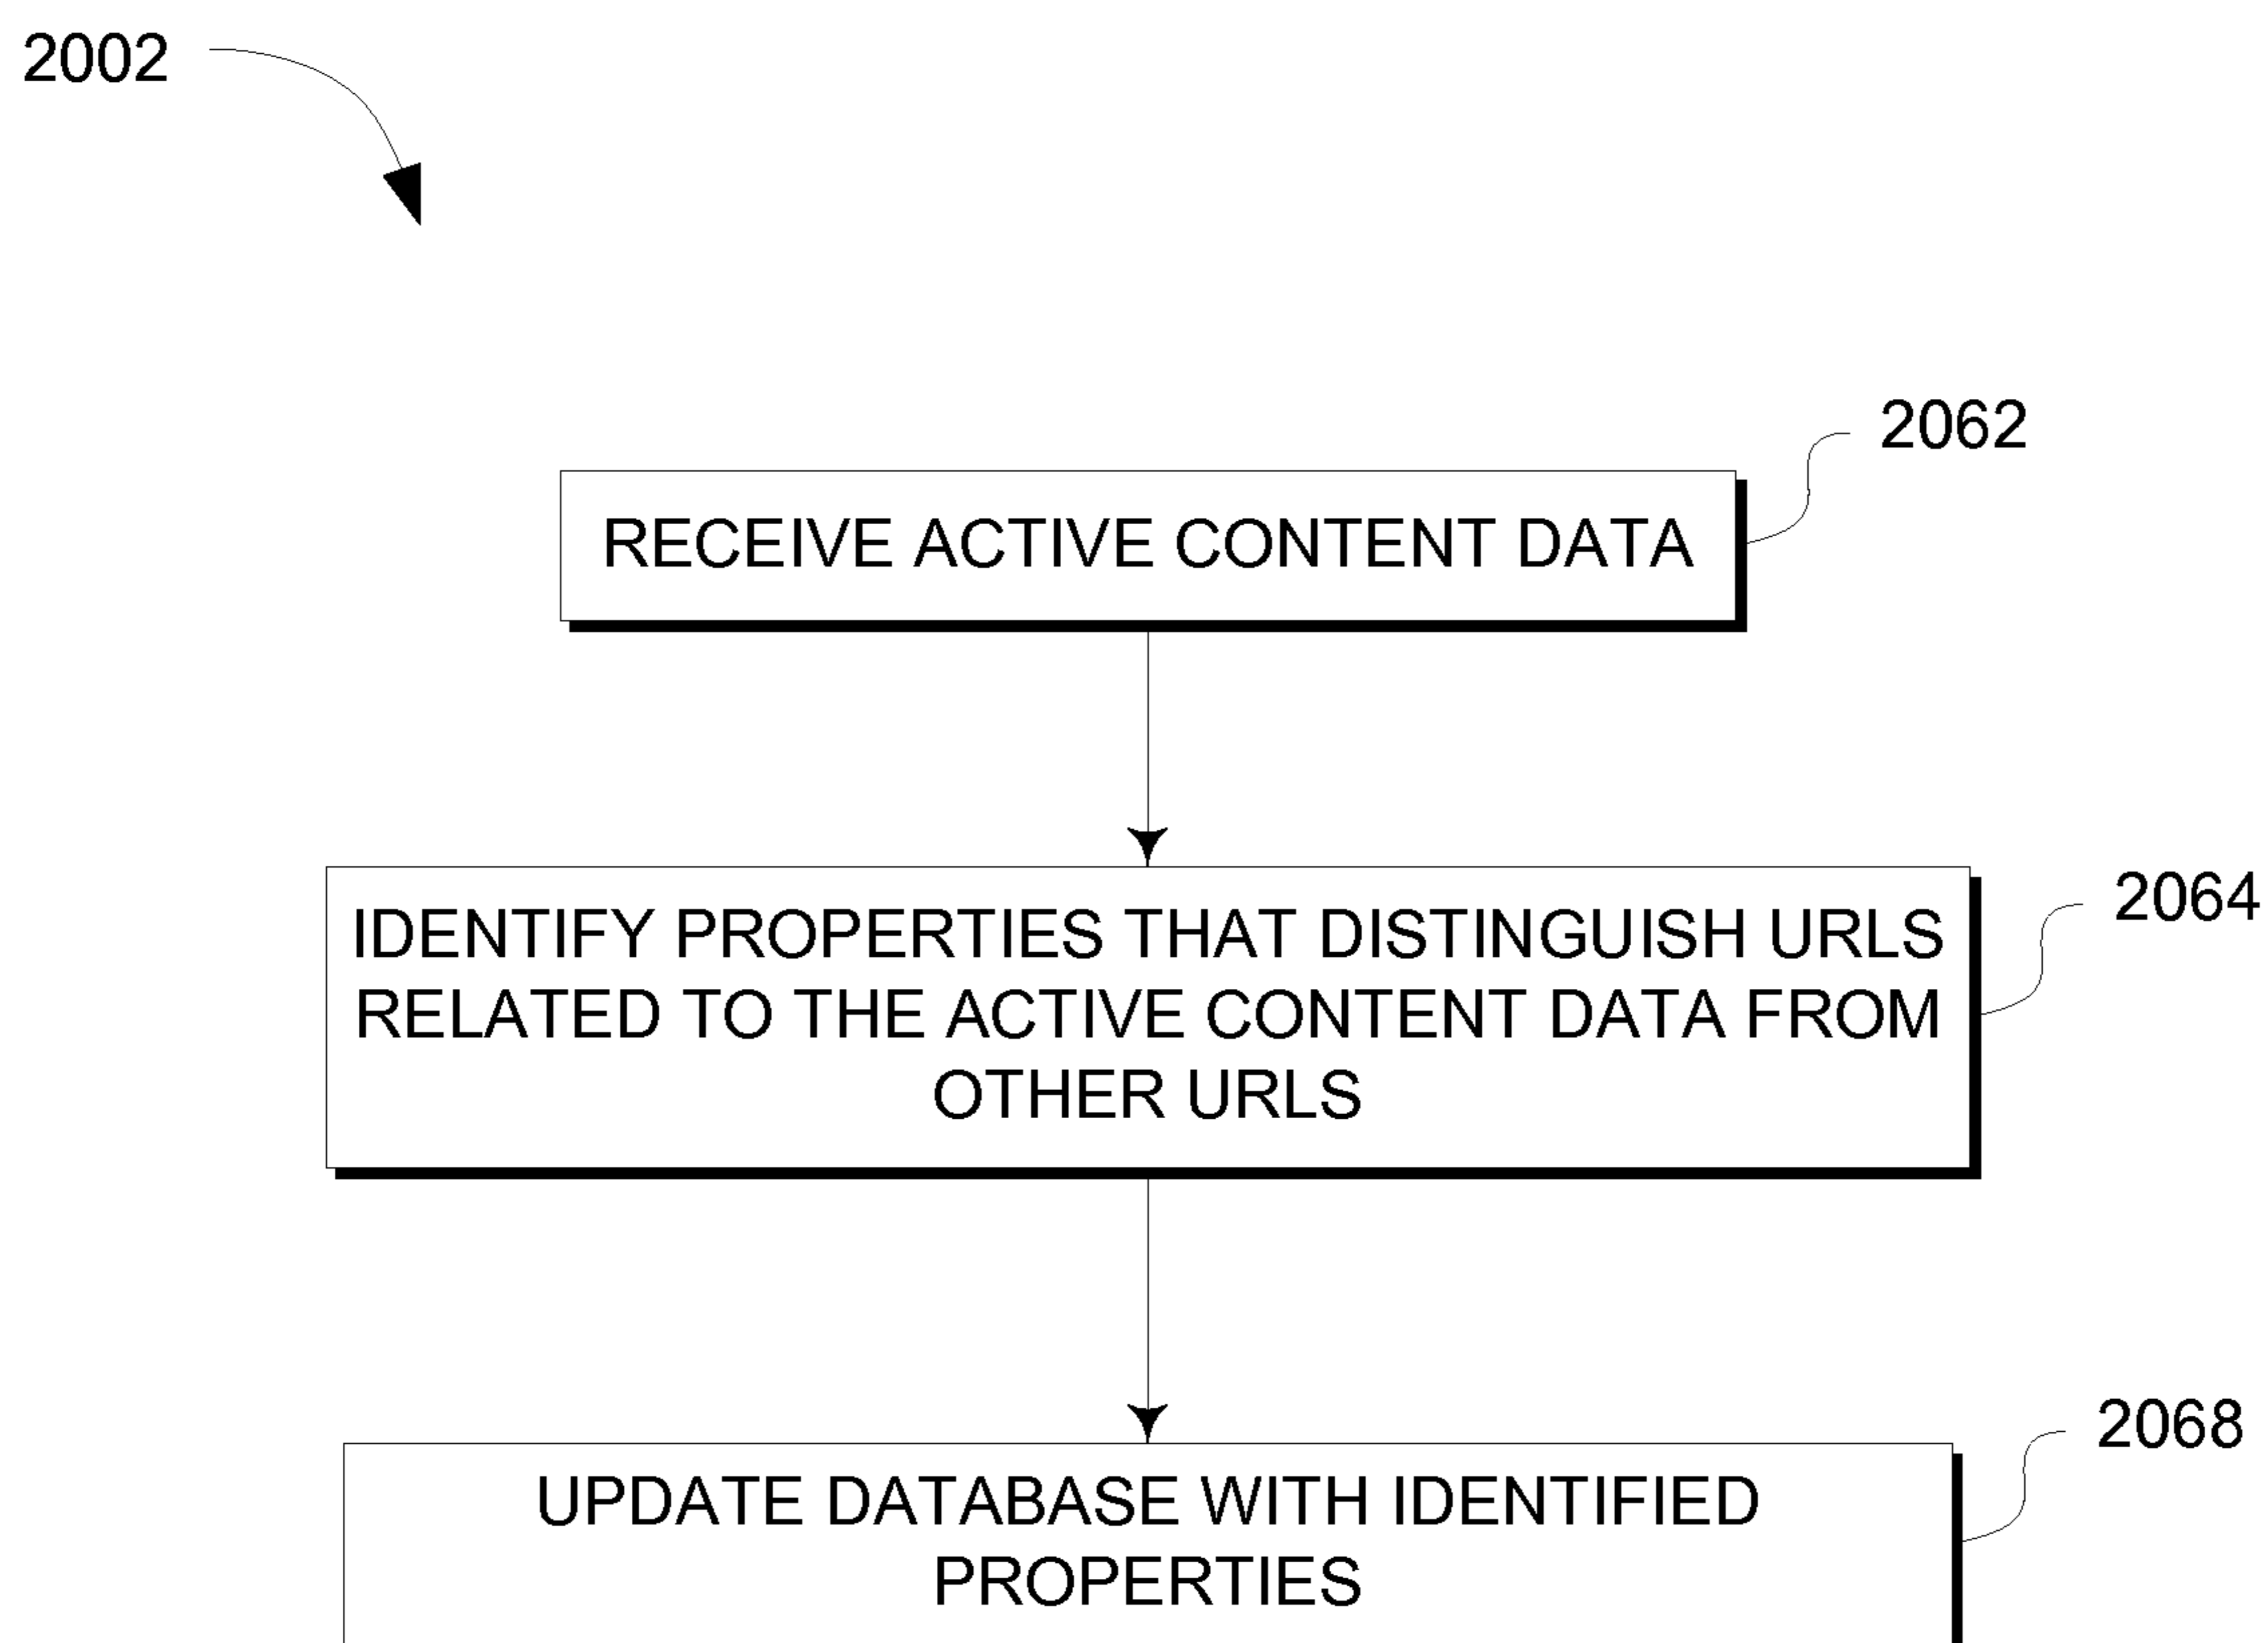 2002
2062
RECEIVE ACTIVE CONTENT DATA
2064
IDENTIFY PROPERTIES THAT DISTINGUISH URLS
RELATED TO THE ACTIVE CONTENT DATA FROM
OTHER URLS
2068
UPDATE DATABASE WITH IDENTIFIED
PROPERTIES